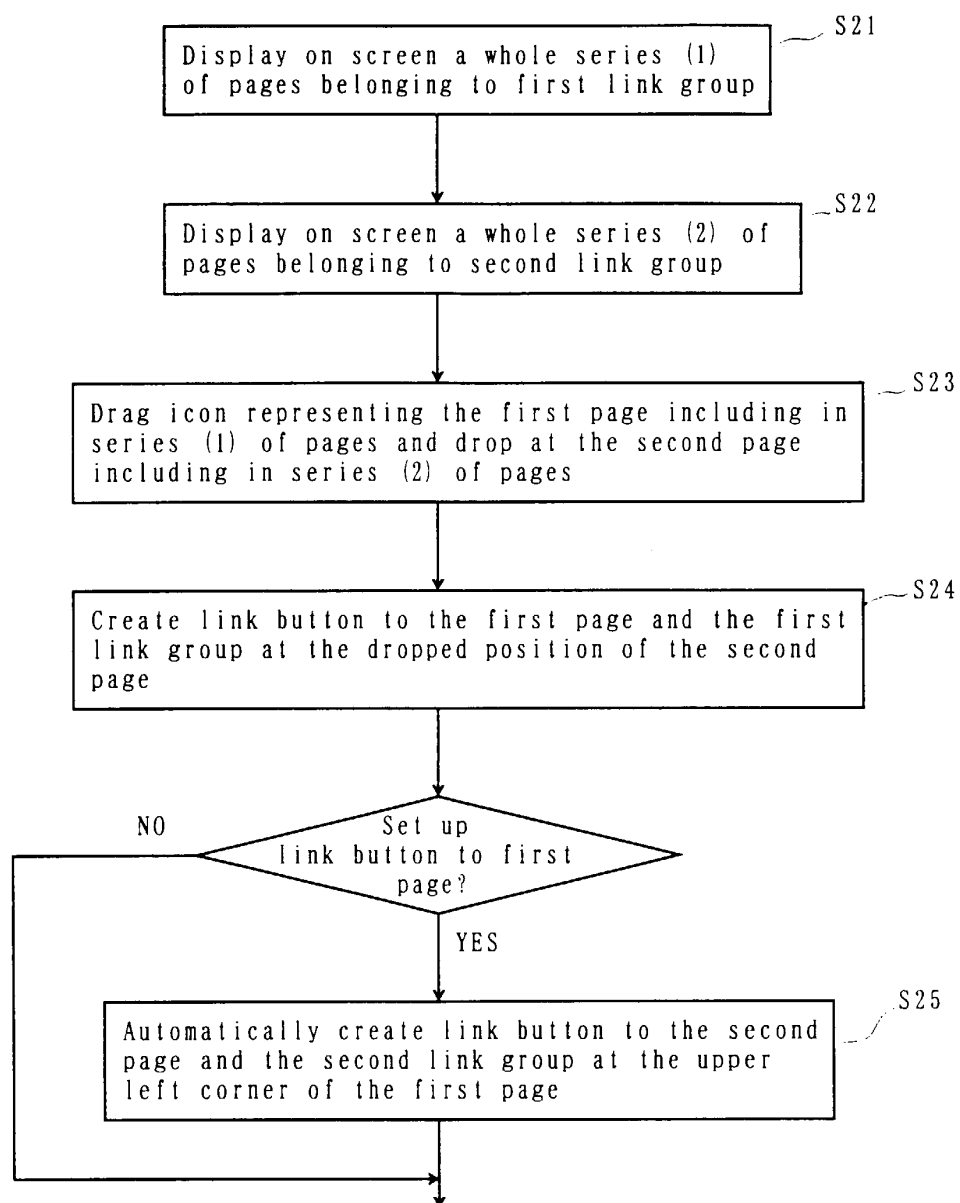 S21
Display on screen a whole series (1)
of pages belonging to first link group
S22
Display on screen a whole series (2) of
pages belonging to second link group
S23
Drag icon representing the first page including in
series (1) of pages and drop at the second page
including in series (2) of pages
S24
Create link button to the first page and the first
link group at the dropped position of the second
page
NO
Set up
link button to first
page?
YES
S25
Automatically create link button to the second
page and the second link group at the upper
left corner of the first page